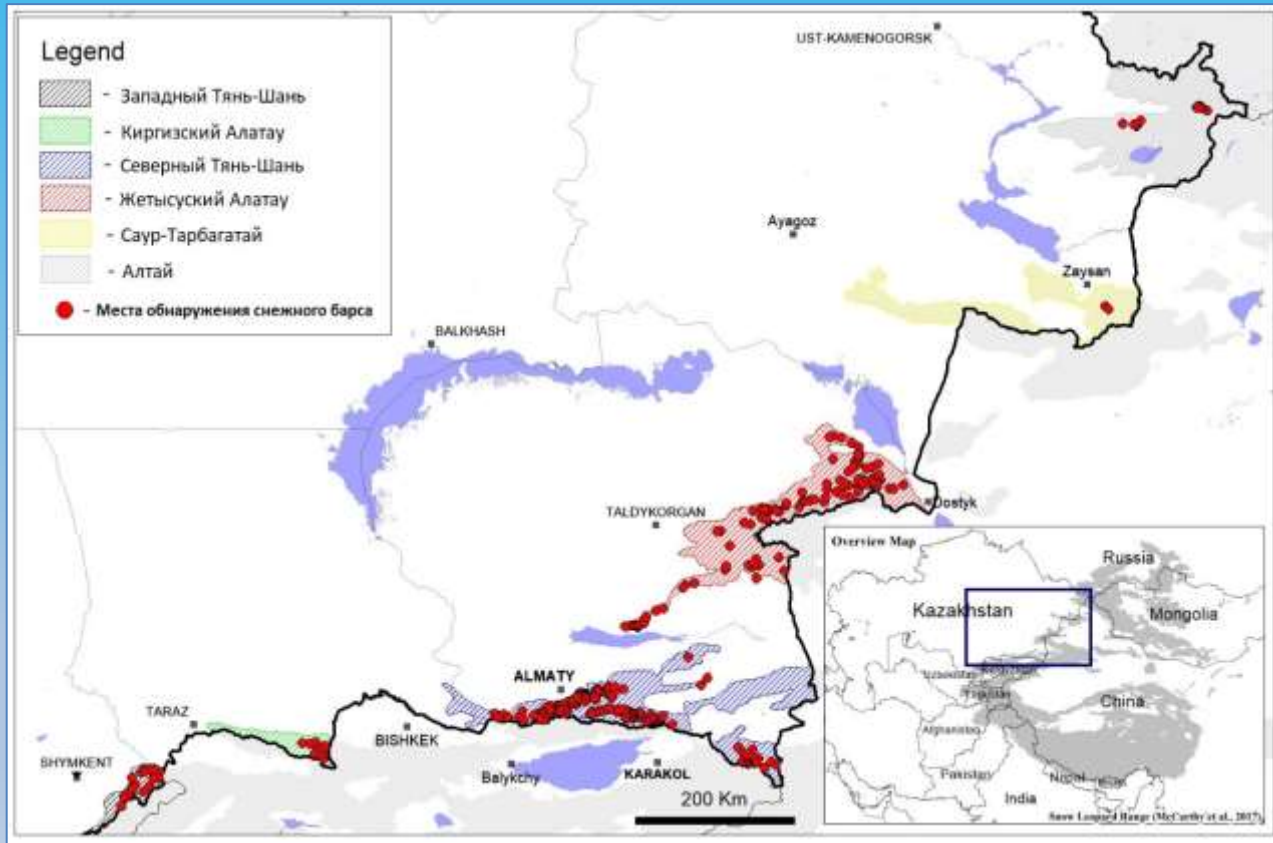 Legend
- Западный Тянь-Шань
- Киргизский Алатау
- Северный Тянь-Шань
- Жетысуский Алатау
- Саур-Тарбагатай
- Алтай
- Места обнаружения снежного барса
UST-KAMENOGORSK
Ayagoz
Zaysan
BALKHASH
TALDYKORGAN
Dostyk
ALMATY
TARAZ
BISHKEK
SHYMKENT
Balykchy
KARAKOL
200 Km
Overview Map
Russia
Kazakhstan
Mongolia
Uzbekistan
China
Afghanistan
Pakistan
Nepal
India
Snow Leopard Range (McCarthy et al., 2017)